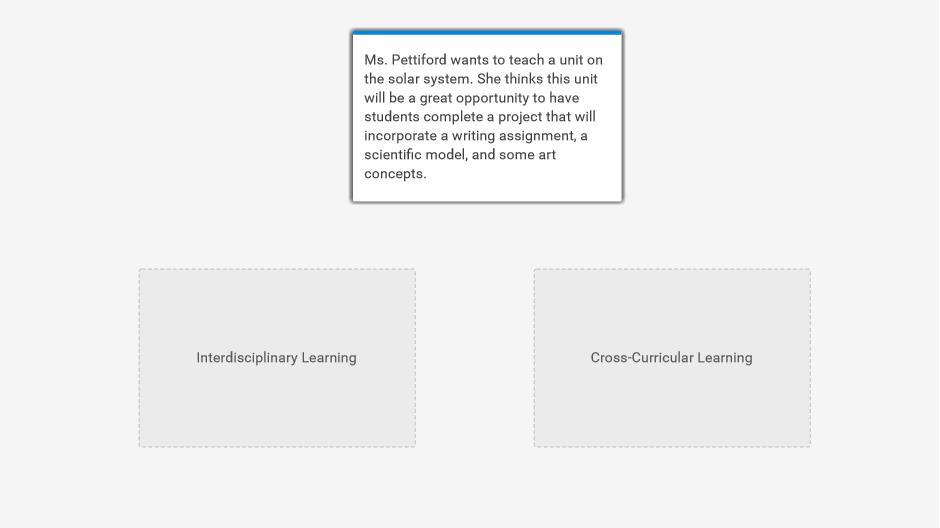 Ms. Pettiford wants to teach a unit on
the solar system. She thinks this unit
will be a great opportunity to have
students complete a project that will
incorporate a writing assignment, a
scientific model, and some art
concepts.
Interdisciplinary Learning
Cross-Curricular Learning